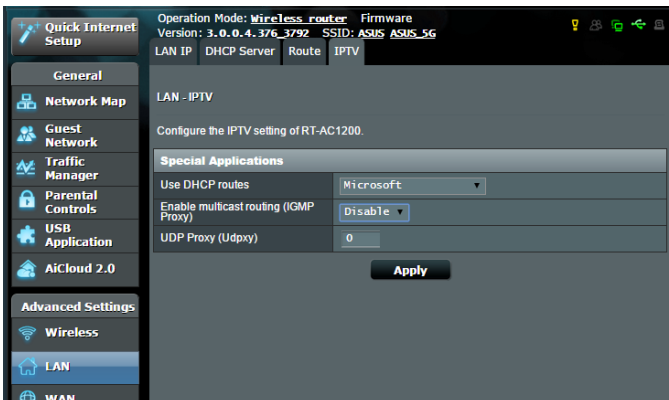 Quick Internet
Setup
Operation Mode: Wireless router Firmware
Version: 3.0.0.4.376_3792 SSID: ASUS ASUS_5G
LAN IP DHCP Server Route IPTV
General
Network Map
Guest
Network
Traffic
Manager
Parental
Controls
USB
Application
AiCloud 2.0
Advanced Settings
Wireless
LAN
WAN
LAN - IPTV
Configure the IPTV setting of RT-AC1200.
Special Applications
Use DHCP routes Microsoft
Enable multicast routing (IGMP
Proxy) Disable
UDP Proxy (Udpxy) 0
Apply